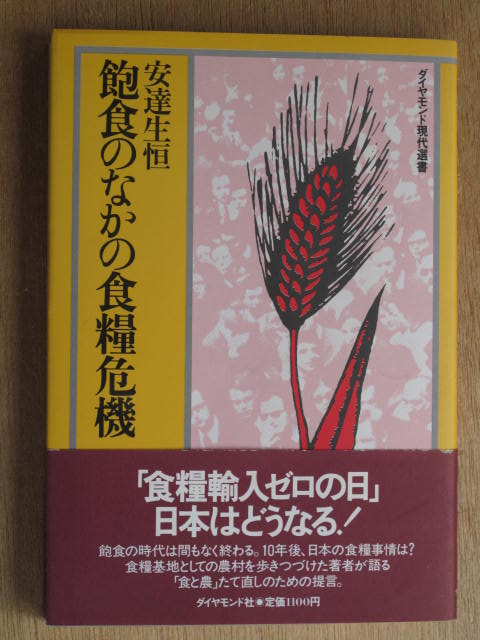 ダイヤモンド現代選書
安達生恒
飽食のなかの食糧危機
「食糧輸入ゼロの日」
日本はどうなる!
飽食の時代は間もなく終わる。10年後、日本の食糧事情は?
食糧基地としての農村を歩きつづけた著者が語る
「食と農」たて直しのための提言。
ダイヤモンド社◉定価1100円